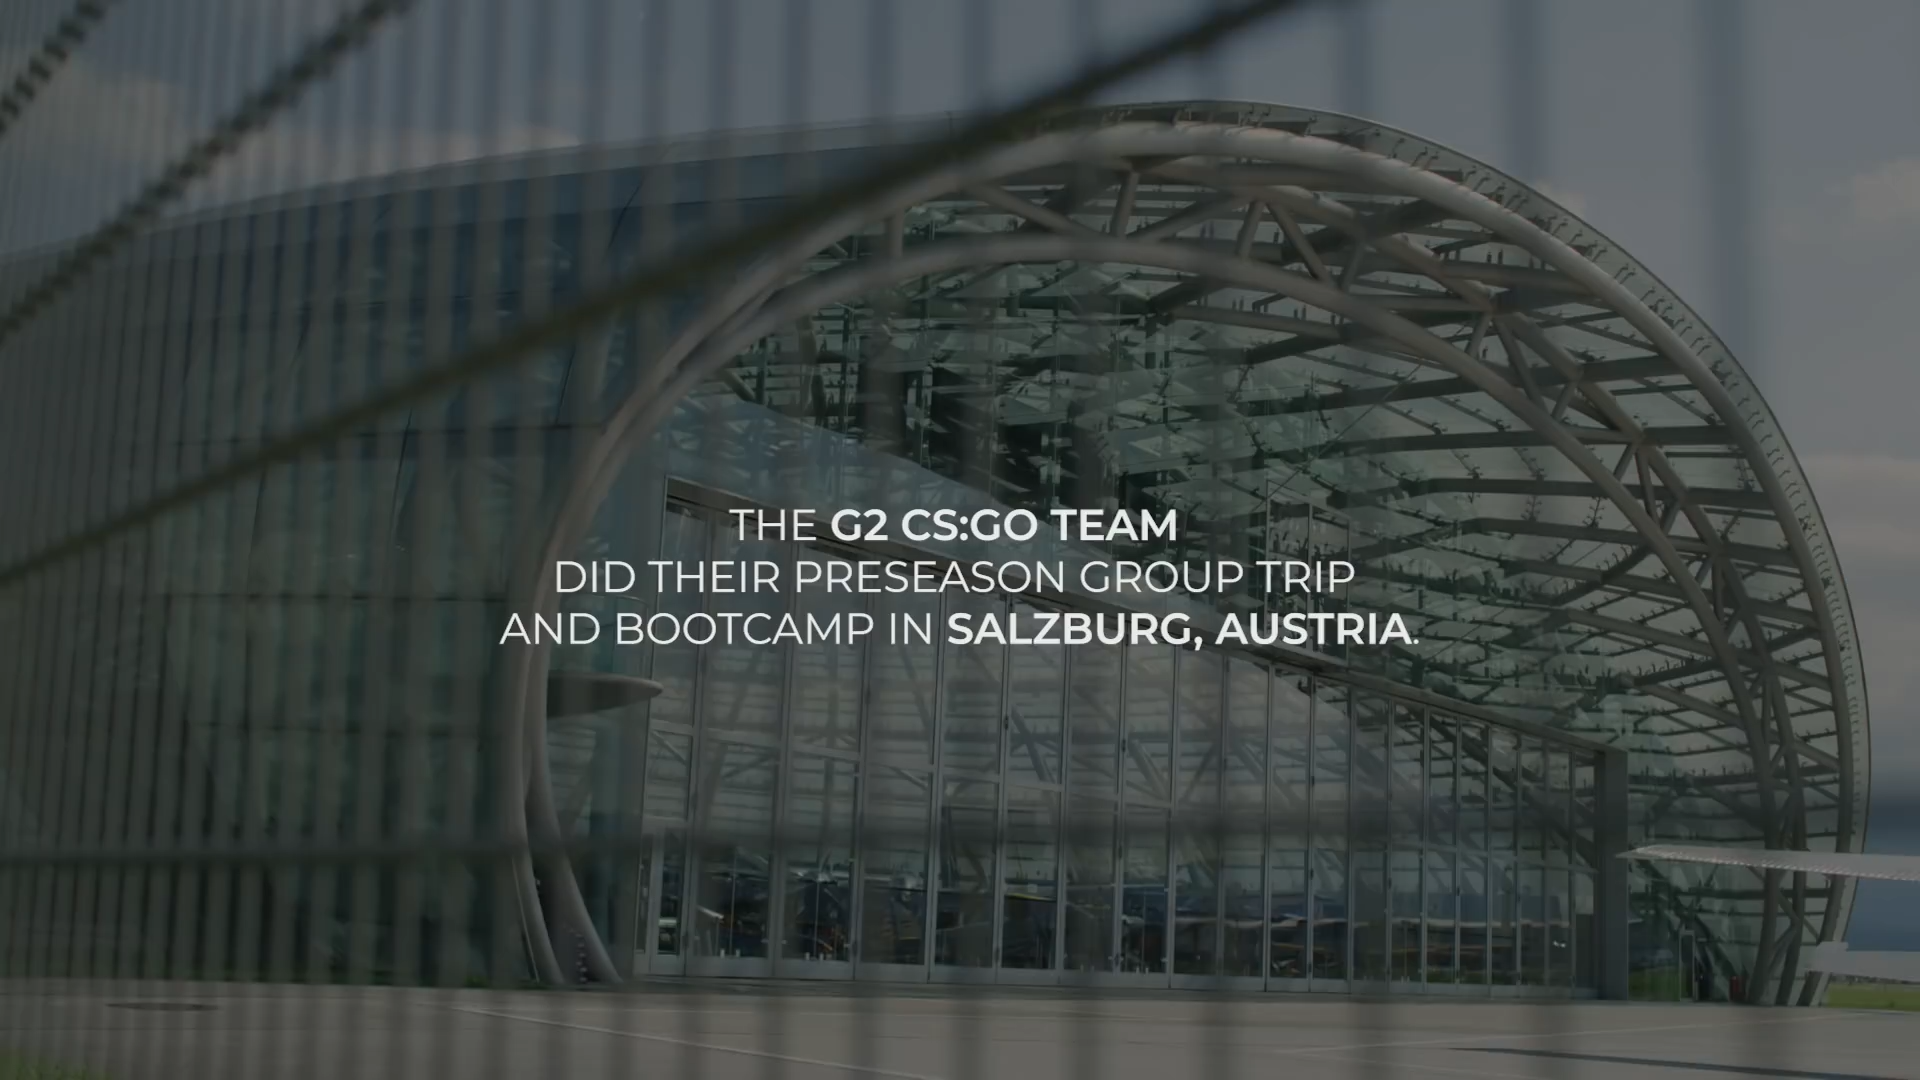 THE G2 CS:GO TEAM
DID THEIR PRESEASON GROUP TRIP
AND BOOTCAMP IN SALZBURG, AUSTRIA.